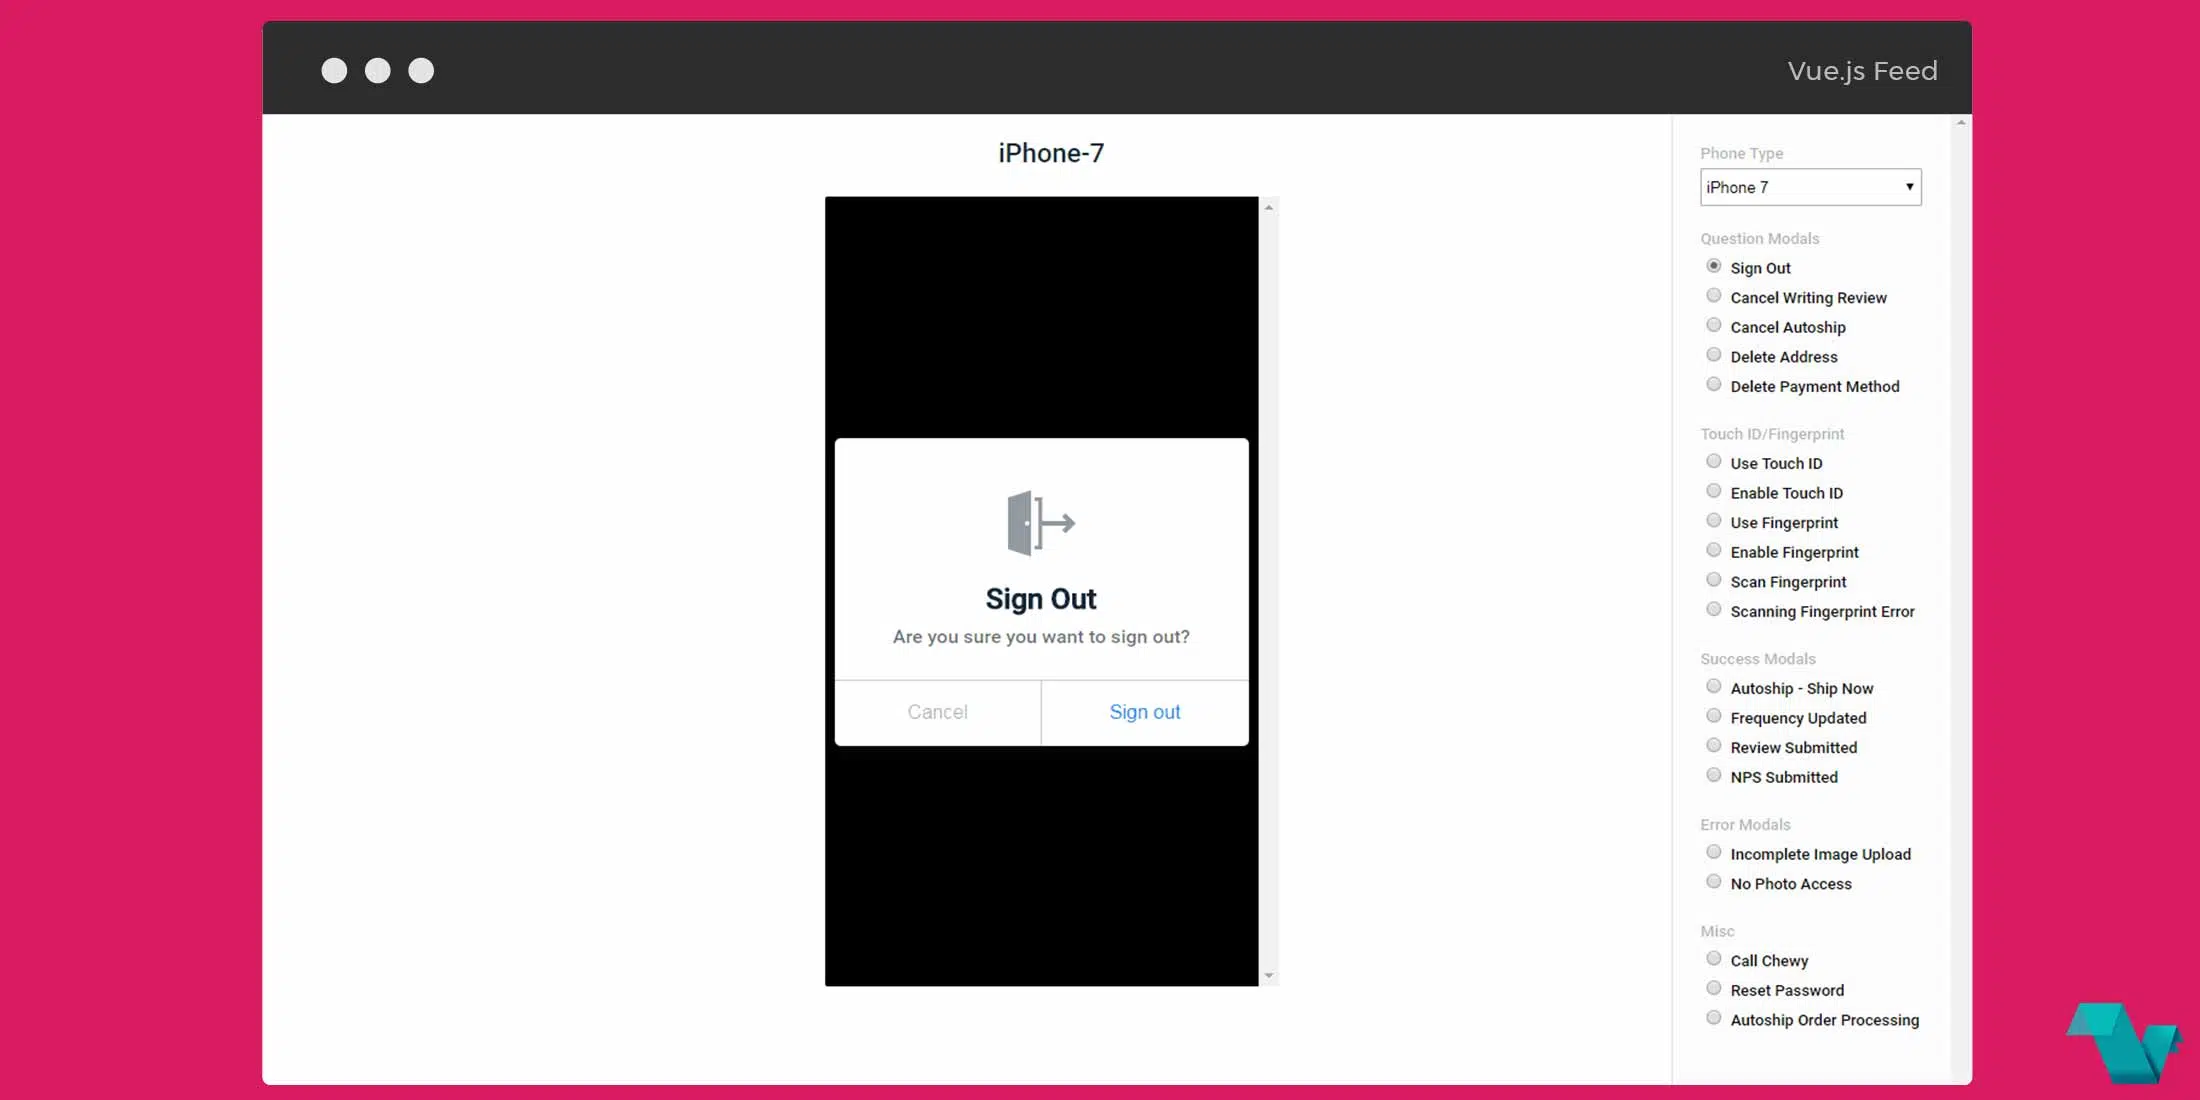 Vue.js Feed
iPhone-7
Sign Out
Are you sure you want to sign out?
Cancel
Sign out
Phone Type
iPhone 7
Question Modals
Sign Out
Cancel Writing Review
Cancel Autoship
Delete Address
Delete Payment Method
Touch ID/Fingerprint
Use Touch ID
Enable Touch ID
Use Fingerprint
Enable Fingerprint
Scan Fingerprint
Scanning Fingerprint Error
Success Modals
Autoship - Ship Now
Frequency Updated
Review Submitted
NPS Submitted
Error Modals
Incomplete Image Upload
No Photo Access
Misc
Call Chewy
Reset Password
Autoship Order Processing